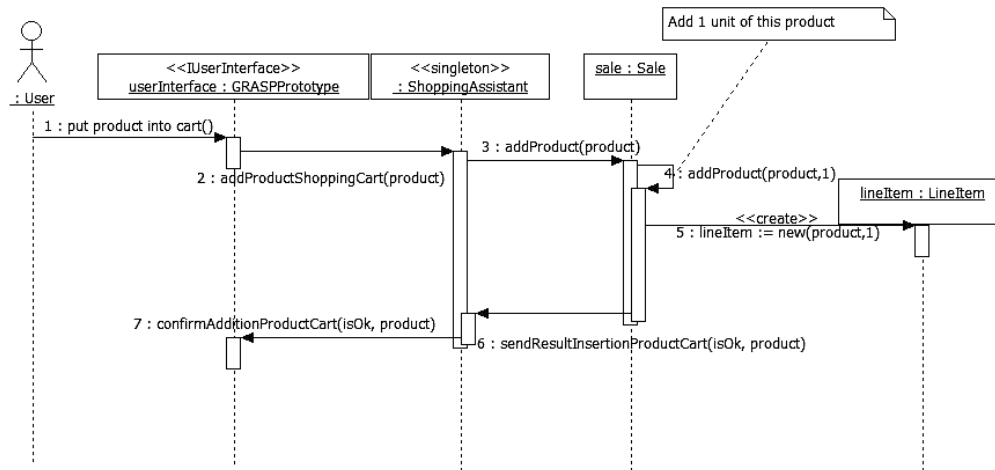 Add 1 unit of this product
<<IUserInterface>>
userInterface : GRASPPrototype
<<singleton>>
: ShoppingAssistant
sale : Sale
: User
1 : put product into cart()
3 : addProduct(product)
2 : addProductShoppingCart(product)
4 : addProduct(product,1)
lineItem : LineItem
<<create>>
5 : lineItem := new(product,1)
7 : confirmAdditionProductCart(isOk, product)
6 : sendResultInsertionProductCart(isOk, product)